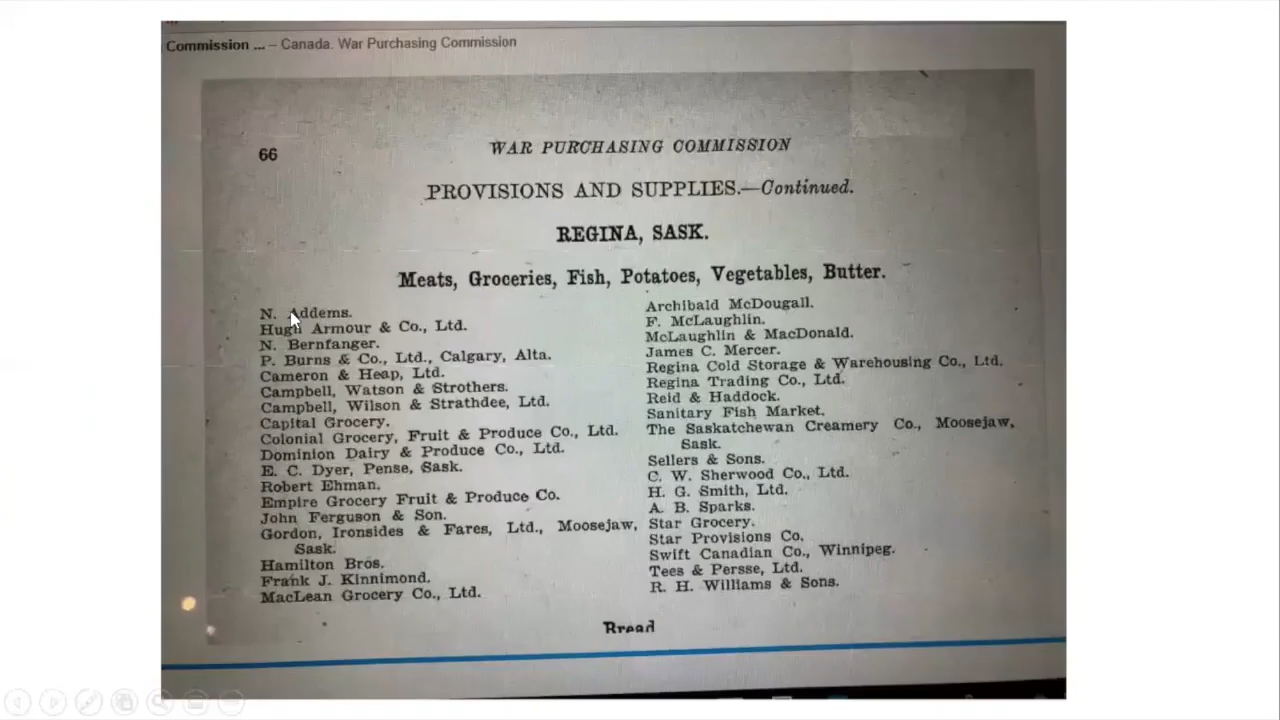 Commission ... – Canada. War Purchasing Commission
66
WAR PURCHASING COMMISSION
PROVISIONS AND SUPPLIES.—Continued.
REGINA, SASK.
Meats, Groceries, Fish, Potatoes, Vegetables, Butter.
N. Addems.
Hugh Armour & Co., Ltd.
N. Bernfanger.
P. Burns & Co., Ltd., Calgary, Alta.
Cameron & Heap, Ltd.
Campbell, Watson & Strothers.
Campbell, Wilson & Strathdee, Ltd.
Capital Grocery.
Colonial Grocery, Fruit & Produce Co., Ltd.
Dominion Dairy & Produce Co., Ltd.
E. C. Dyer, Pense, Sask.
Robert Ehman.
Empire Grocery Fruit & Produce Co.
John Ferguson & Son.
Gordon, Ironsides & Fares, Ltd., Moosejaw,
Sask.
Hamilton Bros.
Frank J. Kinnimond.
MacLean Grocery Co., Ltd.
Archibald McDougall.
F. McLaughlin.
McLaughlin & MacDonald.
James C. Mercer.
Regina Cold Storage & Warehousing Co., Ltd.
Regina Trading Co., Ltd.
Reid & Haddock.
Sanitary Fish Market.
The Saskatchewan Creamery Co., Moosejaw,
Sask.
Sellers & Sons.
C. W. Sherwood Co., Ltd.
H. G. Smith, Ltd.
A. B. Sparks.
Star Grocery.
Star Provisions Co.
Swift Canadian Co., Winnipeg.
Tees & Persse, Ltd.
R. H. Williams & Sons.
Bread